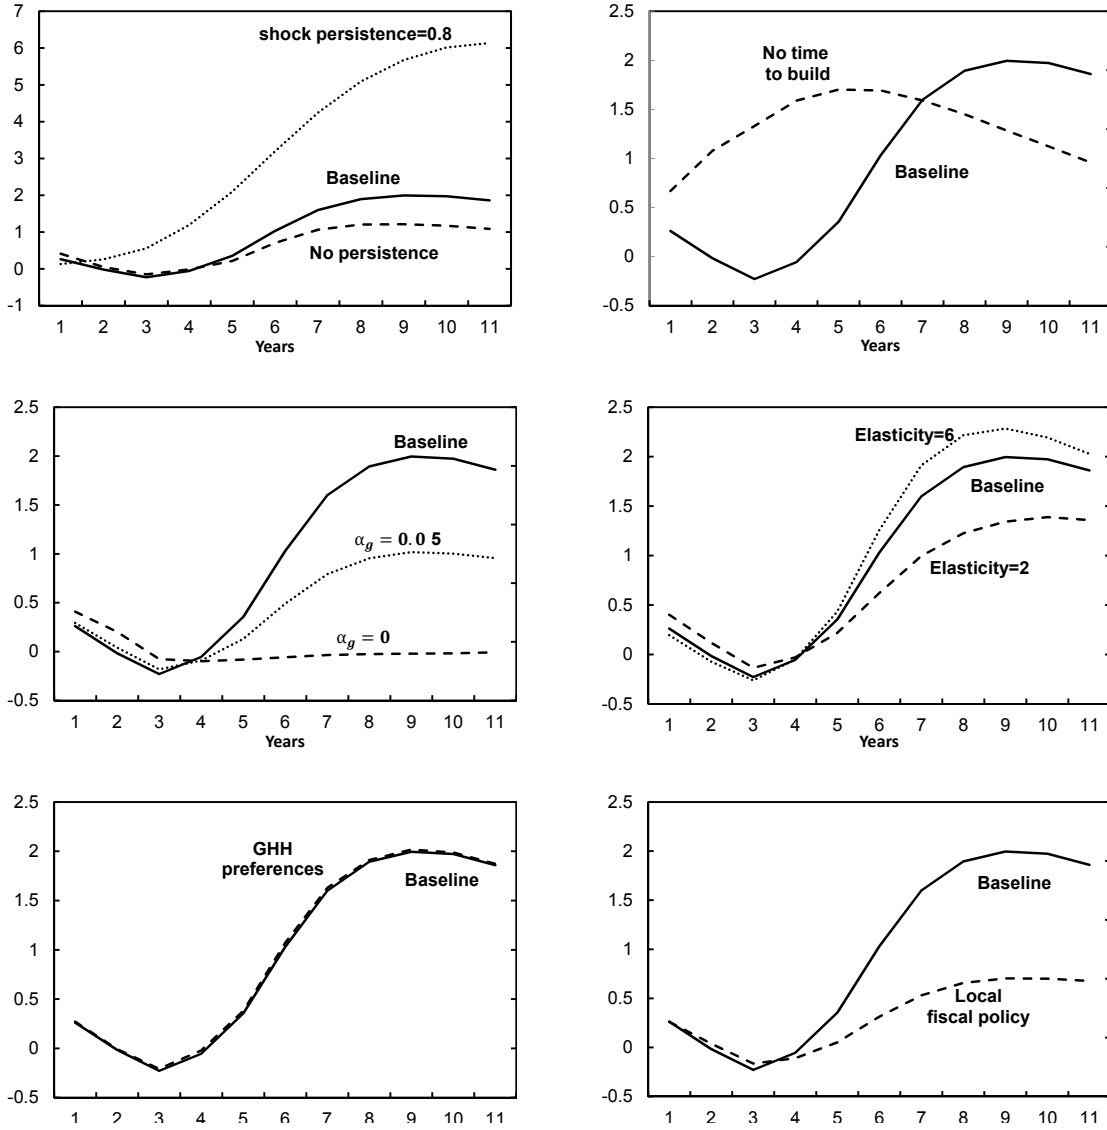 7
6
5
4
3
2
1
0
-1
shock persistence=0.8
Baseline
No persistence
1 2 3 4 5 6 7 8 9 10 11
Years
2.5
2
1.5
1
0.5
0
-0.5
No time
to build
Baseline
1 2 3 4 5 6 7 8 9 10 11
Years
2.5
2
1.5
1
0.5
0
-0.5
Baseline
α_g = 0.05
α_g = 0
1 2 3 4 5 6 7 8 9 10 11
Years
2.5
2
1.5
1
0.5
0
-0.5
Elasticity=6
Baseline
Elasticity=2
1 2 3 4 5 6 7 8 9 10 11
Years
2.5
2
1.5
1
0.5
0
-0.5
GHH
preferences
Baseline
1 2 3 4 5 6 7 8 9 10 11
2.5
2
1.5
1
0.5
0
-0.5
Baseline
Local
fiscal policy
1 2 3 4 5 6 7 8 9 10 11